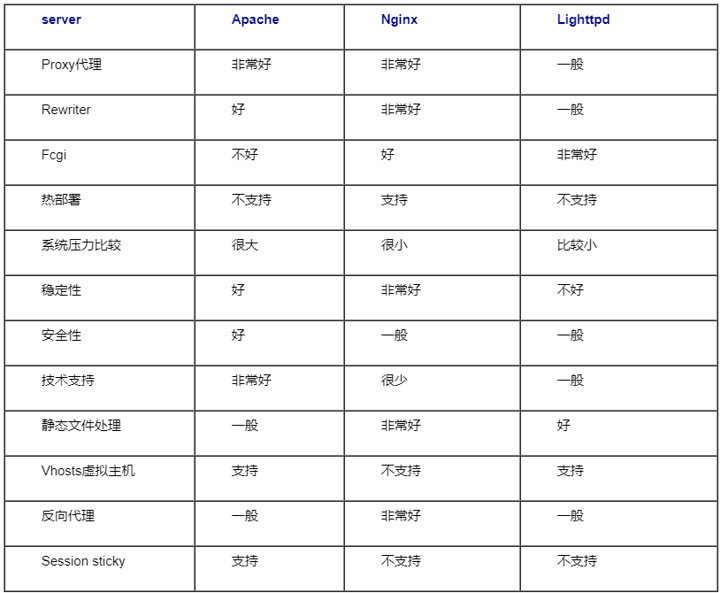 server Apache Nginx Lighttpd
Proxy代理 非常好 非常好 一般
Rewriter 好 非常好 一般
Fcgi 不好 好 非常好
热部署 不支持 支持 不支持
系统压力比较 很大 很小 比较小
稳定性 好 非常好 不好
安全性 好 一般 一般
技术支持 非常好 很少 一般
静态文件处理 一般 非常好 好
Vhosts虚拟主机 支持 不支持 支持
反向代理 一般 非常好 一般
Session sticky 支持 不支持 不支持